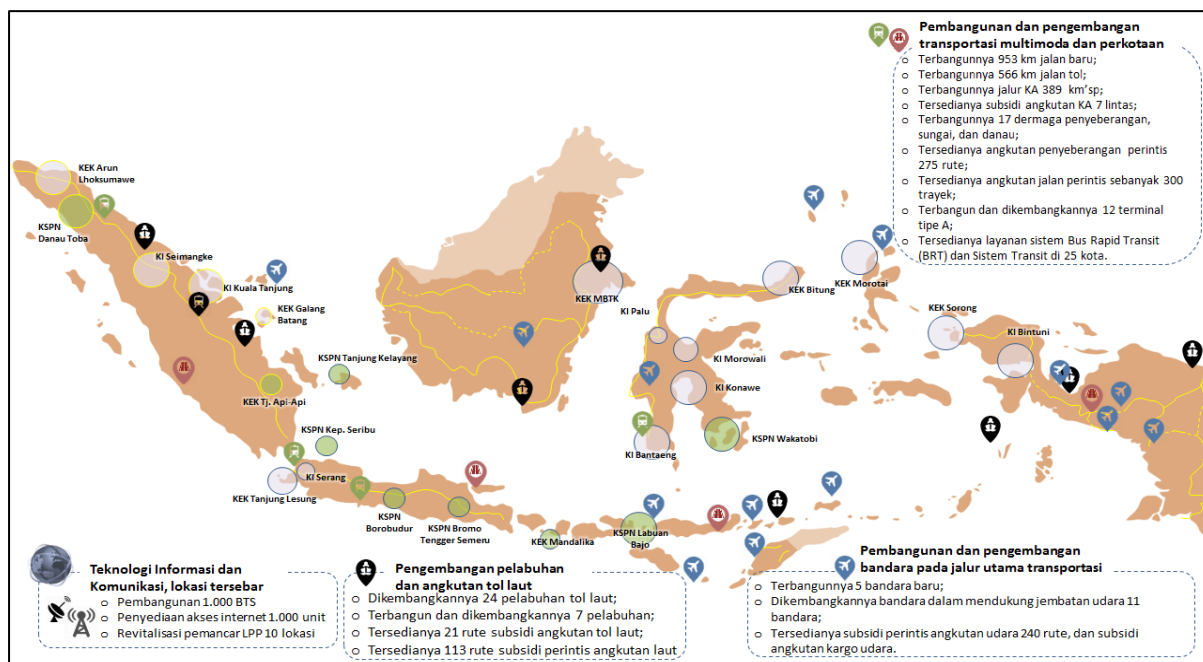 Pembangunan dan pengembangan
transportasi multimoda dan perkotaan
o Terbangunnya 953 km jalan baru;
o Terbangunnya 566 km jalan tol;
o Terbangunnya jalur KA 389 km'sp;
o Tersedianya subsidi angkutan KA 7 lintas;
o Terbangunnya 17 dermaga penyeberangan,
sungai, dan danau;
o Tersedianya angkutan penyeberangan perintis
275 rute;
o Tersedianya angkutan jalan perintis sebanyak 300
trayek;
o Terbangun dan dikembangkannya 12 terminal
tipe A;
o Tersedianya layanan sistem Bus Rapid Transit
(BRT) dan Sistem Transit di 25 kota.
KEK Arun
Lhoksumawe
KSPN
Danau Toba
KI Seimangke
KI Kuala Tanjung
KEK Galang
Batang
KSPN Tanjung Kelayang
KEK Tj. Api-Api
KSPN Kep. Seribu
KI Serang
KEK Tanjung Lesung
KSPN
Borobudur
KSPN Bromo
Tengger Semeru
KEK Mandalika
KSPN Labuan
Bajo
KEK MBTK
KI Palu
KEK Bitung
KEK Morotai
KI Morowali
KI Konawe
KSPN Wakatobi
KI Bantaeng
KEK Sorong
KI Bintuni
Teknologi Informasi dan
Komunikasi, lokasi tersebar
o Pembangunan 1.000 BTS
o Penyediaan akses internet 1.000 unit
o Revitalisasi pemancar LPP 10 lokasi
Pengembangan pelabuhan
dan angkutan tol laut
o Dikembangkannya 24 pelabuhan tol laut;
o Terbangun dan dikembangkannya 7 pelabuhan;
o Tersedianya 21 rute subsidi angkutan tol laut;
o Tersedianya 113 rute subsidi perintis angkutan laut
Pembangunan dan pengembangan
bandara pada jalur utama transportasi
o Terbangunnya 5 bandara baru;
o Dikembangkannya bandara dalam mendukung jembatan udara 11
bandara;
o Tersedianya subsidi perintis angkutan udara 240 rute, dan subsidi
angkutan kargo udara.